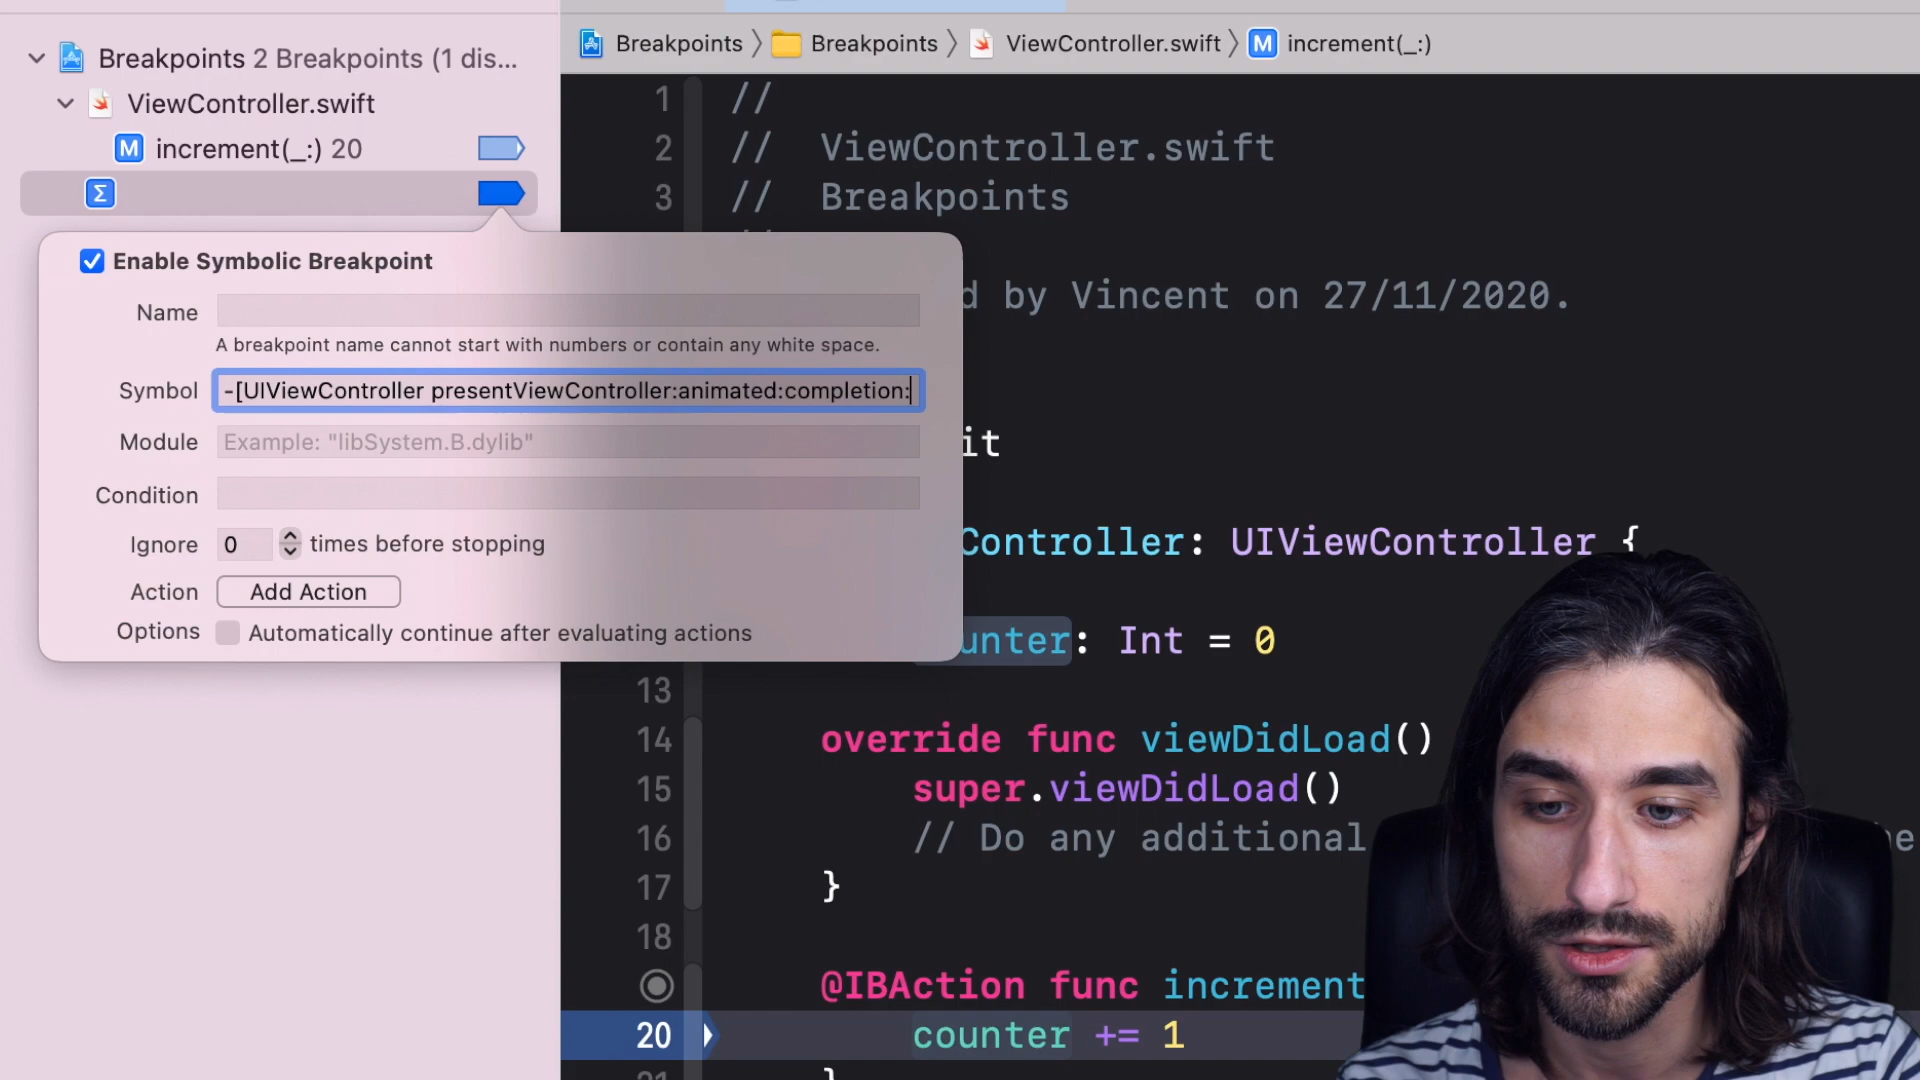 Breakpoints 2 Breakpoints (1 dis...
ViewController.swift
M increment(_:) 20
Σ
Enable Symbolic Breakpoint
Name
A breakpoint name cannot start with numbers or contain any white space.
Symbol -[UIViewController presentViewController:animated:completion:
Module Example: "libSystem.B.dylib"
Condition
Ignore 0 times before stopping
Action Add Action
Options Automatically continue after evaluating actions
Breakpoints 〉 Breakpoints 〉 ViewController.swift 〉 M increment(_:)
1 //
2 // ViewController.swift
3 // Breakpoints
d by Vincent on 27/11/2020.
it
Controller: UIViewController {
unter: Int = 0
13
14 override func viewDidLoad()
15 super.viewDidLoad()
16 // Do any additional
17 }
18
@IBAction func increment
20 counter += 1